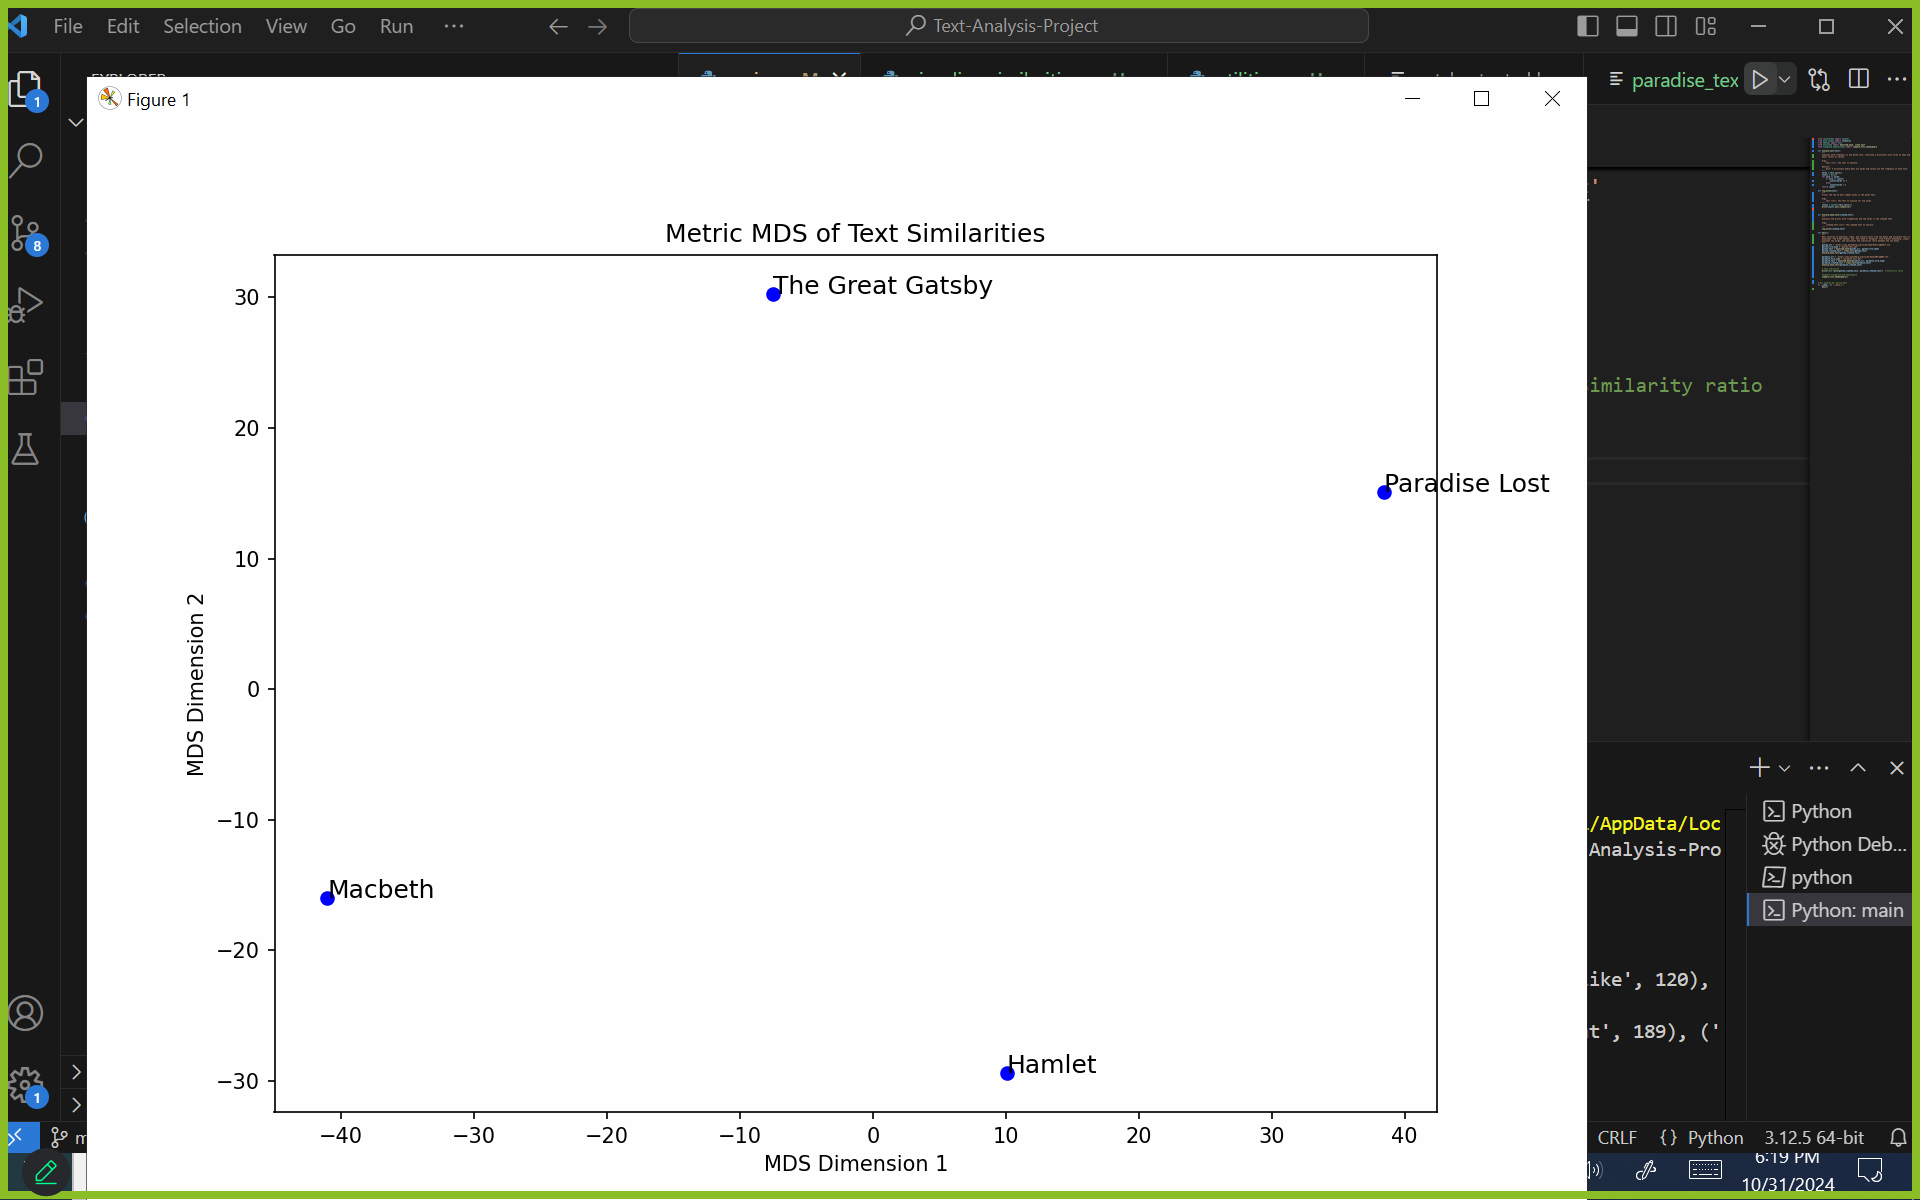 File Edit Selection View Go Run ···
Text-Analysis-Project
paradise_tex
Figure 1
Metric MDS of Text Similarities
The Great Gatsby
Paradise Lost
Macbeth
Hamlet
30
20
10
0
−10
−20
−30
MDS Dimension 2
−40 −30 −20 −10 0 10 20 30 40
MDS Dimension 1
imilarity ratio
/AppData/Loc
Analysis-Pro
ike', 120),
t', 189), ('
Python
Python Deb...
python
Python: main
1
8
1
CRLF {} Python 3.12.5 64-bit
6:19 PM
10/31/2024